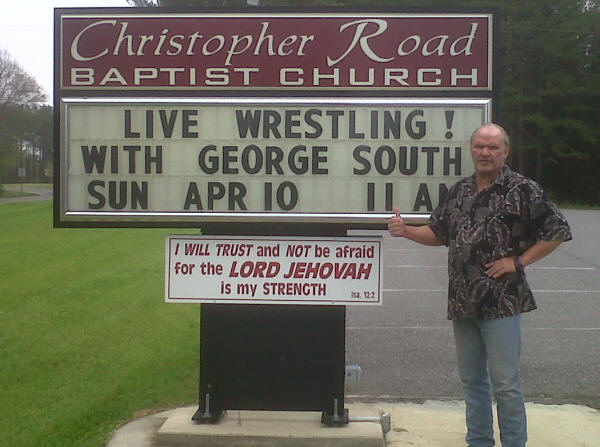 Christopher Road
BAPTIST CHURCH
LIVE WRESTLING!
WITH GEORGE SOUTH
SUN APR 10 11 AM
I WILL TRUST and NOT be afraid
for the LORD JEHOVAH
is my STRENGTH Isa. 12:2